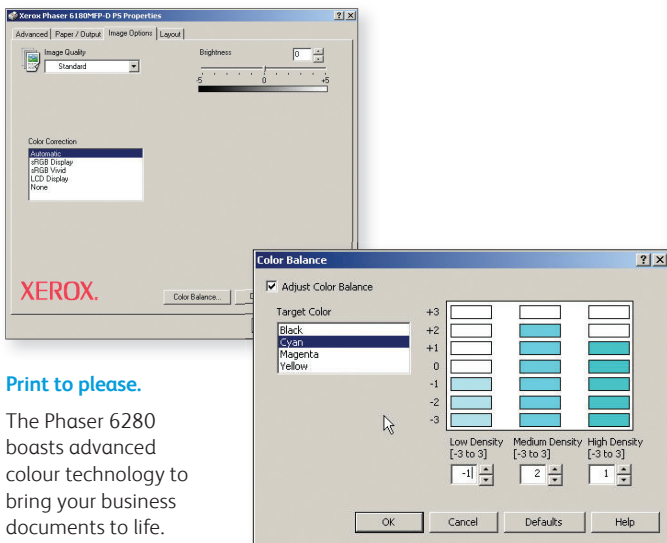 Xerox Phaser 6180MFP-D PS Properties
Advanced Paper / Output Image Options Layout
Image Quality
Standard
Brightness
0
-5 0 +5
Color Correction
Automatic
sRGB Display
sRGB Vivid
LCD Display
None
XEROX.
Color Balance...
Color Balance
Adjust Color Balance
Target Color
Black
Cyan
Magenta
Yellow
+3
+2
+1
0
-1
-2
-3
Low Density Medium Density High Density
[-3 to 3] [-3 to 3] [-3 to 3]
-1 2 1
OK Cancel Defaults Help
Print to please.
The Phaser 6280
boasts advanced
colour technology to
bring your business
documents to life.